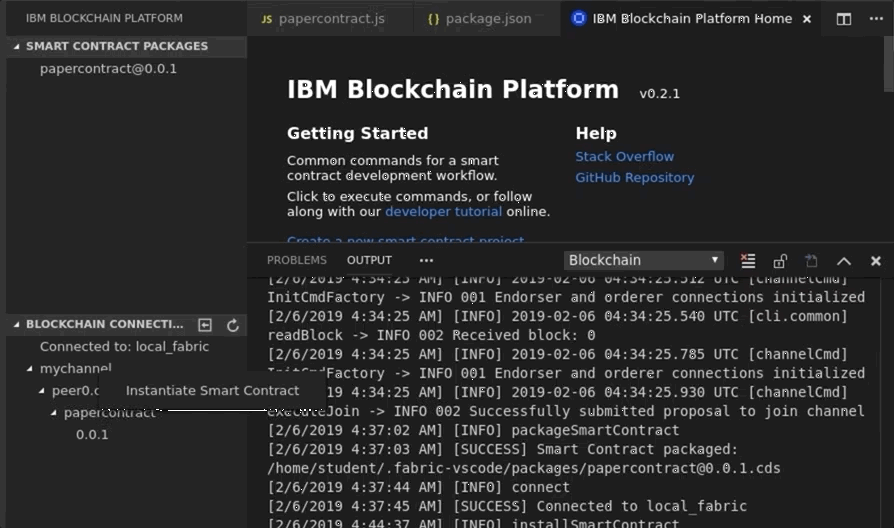 IBM BLOCKCHAIN PLATFORM
SMART CONTRACT PACKAGES
papercontract@0.0.1
BLOCKCHAIN CONNECTI...
Connected to: local_fabric
mychannel
peer0.c
Instantiate Smart Contract
papercontract
0.0.1
JS papercontract.js
{} package.json
IBM Blockchain Platform Home
IBM Blockchain Platform v0.2.1
Getting Started
Common commands for a smart
contract development workflow.
Click to execute commands, or follow
along with our developer tutorial online.
Create a new smart contract project
Help
Stack Overflow
GitHub Repository
PROBLEMS OUTPUT ... Blockchain
[2/6/2019 4:34:25 AM] [INFO] 2019-02-06 04:34:25.512 UTC [channelCmd]
InitCmdFactory -> INFO 001 Endorser and orderer connections initialized
[2/6/2019 4:34:25 AM] [INFO] 2019-02-06 04:34:25.540 UTC [cli.common]
readBlock -> INFO 002 Received block: 0
[2/6/2019 4:34:25 AM] [INFO] 2019-02-06 04:34:25.785 UTC [channelCmd]
InitCmdFactory -> INFO 001 Endorser and orderer connections initialized
19 4:34:25 AM] [INFO] 2019-02-06 04:34:25.930 UTC [channelCmd]
executeJoin -> INFO 002 Successfully submitted proposal to join channel
[2/6/2019 4:37:02 AM] [INFO] packageSmartContract
[2/6/2019 4:37:03 AM] [SUCCESS] Smart Contract packaged:
/home/student/.fabric-vscode/packages/papercontract@0.0.1.cds
[2/6/2019 4:37:44 AM] [INFO] connect
[2/6/2019 4:37:45 AM] [SUCCESS] Connected to local_fabric
[2/6/2019 4:44:37 AM] [INFO] installSmartContract